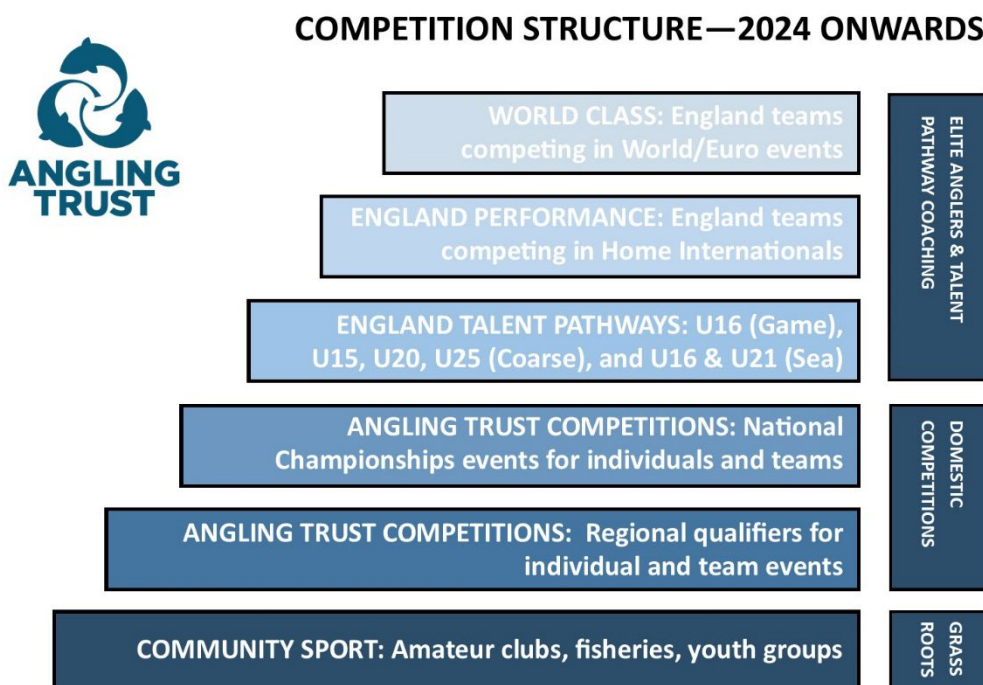 COMPETITION STRUCTURE—2024 ONWARDS
ANGLING
TRUST
WORLD CLASS: England teams
competing in World/Euro events
ENGLAND PERFORMANCE: England teams
competing in Home Internationals
ENGLAND TALENT PATHWAYS: U16 (Game),
U15, U20, U25 (Coarse), and U16 & U21 (Sea)
ELITE ANGLERS & TALENT
PATHWAY COACHING
ANGLING TRUST COMPETITIONS: National
Championships events for individuals and teams
ANGLING TRUST COMPETITIONS: Regional qualifiers for
individual and team events
DOMESTIC
COMPETITIONS
COMMUNITY SPORT: Amateur clubs, fisheries, youth groups
GRASS
ROOTS